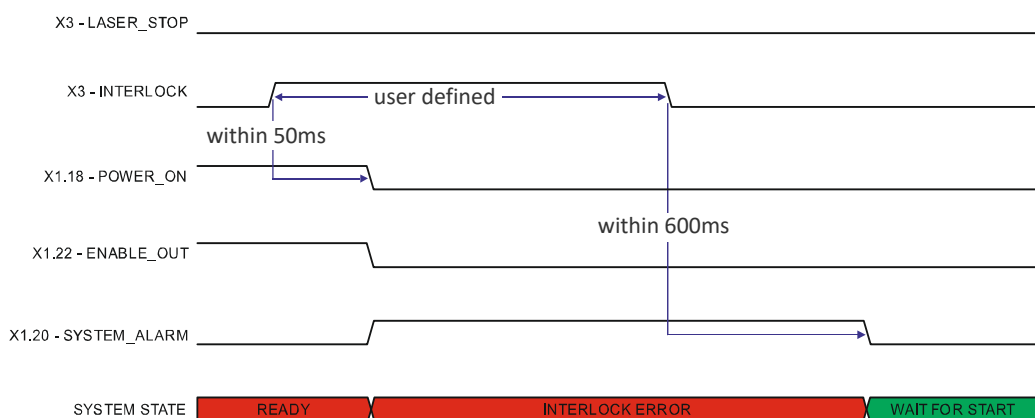 X3 - LASER_STOP
X3 - INTERLOCK
user defined
within 50ms
X1.18 - POWER_ON
within 600ms
X1.22 - ENABLE_OUT
X1.20 - SYSTEM_ALARM
SYSTEM STATE READY INTERLOCK ERROR WAIT FOR START